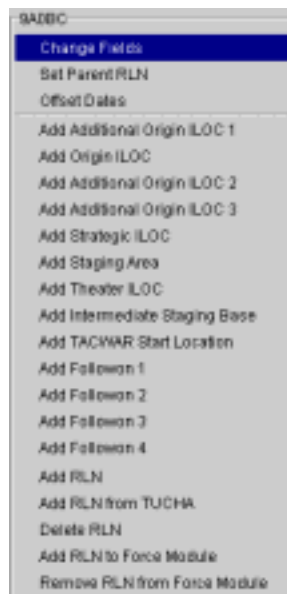 9ADBC
Change Fields
Set Parent RLN
Offset Dates
Add Additional Origin ILOC 1
Add Origin ILOC
Add Additional Origin ILOC 2
Add Additional Origin ILOC 3
Add Strategic ILOC
Add Staging Area
Add Theater ILOC
Add Intermediate Staging Base
Add TACWAR Start Location
Add Followon 1
Add Followon 2
Add Followon 3
Add Followon 4
Add RLN
Add RLN from TUCHA
Delete RLN
Add RLN to Force Module
Remove RLN from Force Module